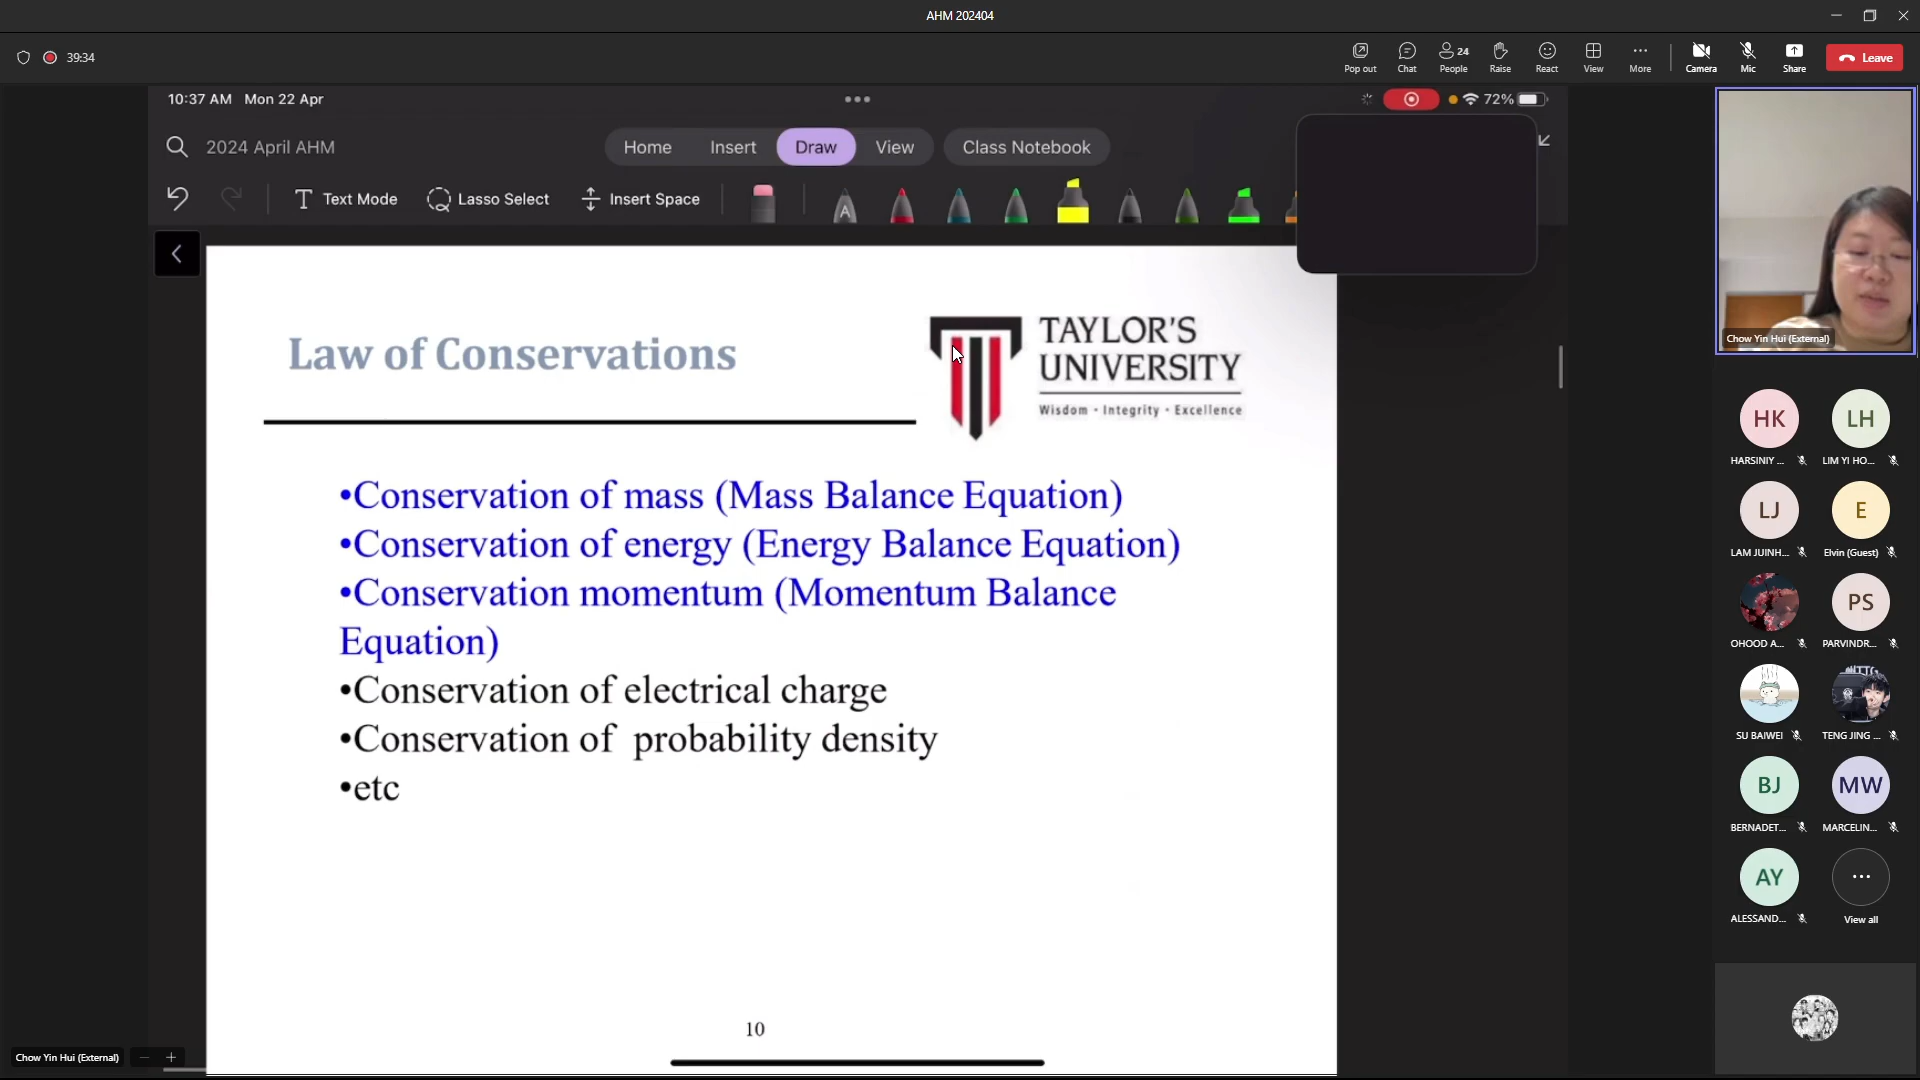 AHM 202404
39:34
Pop out
Chat
24
People
Raise
React
View
More
Camera
Mic
Share
Leave
10:37 AM Mon 22 Apr
72%
2024 April AHM
Home
Insert
Draw
View
Class Notebook
Text Mode
Lasso Select
Insert Space
A
Law of Conservations
TAYLOR'S
UNIVERSITY
Wisdom • Integrity • Excellence
•Conservation of mass (Mass Balance Equation)
•Conservation of energy (Energy Balance Equation)
•Conservation momentum (Momentum Balance
Equation)
•Conservation of electrical charge
•Conservation of probability density
•etc
10
Chow Yin Hui (External)
Chow Yin Hui (External)
HK
LH
HARSINIY ...
LIM YI HO...
LJ
E
LAM JUINH...
Elvin (Guest)
PS
OHOOD A...
PARVINDR...
SU BAIWEI
TENG JING ...
BJ
MW
BERNADET...
MARCELIN...
AY
ALESSAND...
View all